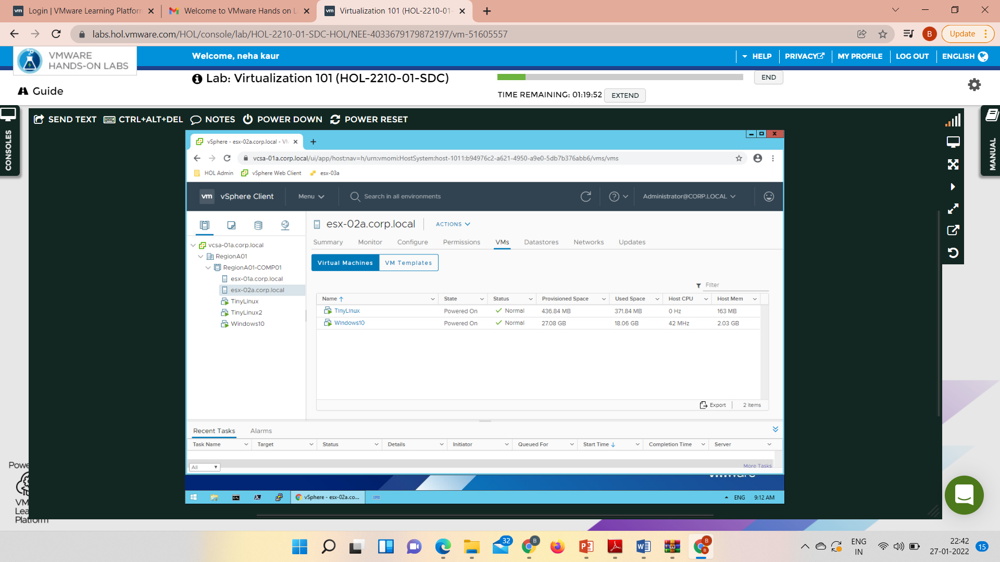 Login | VMware Learning Platform
Welcome to VMware Hands on L
Virtualization 101 (HOL-2210-01-
labs.hol.vmware.com/HOL/console/lab/HOL-2210-01-SDC-HOL/NEE-4033679179872197/vm-51605557
B
Update
VMWARE
HANDS-ON LABS
Welcome, neha kaur
HELP
PRIVACY
MY PROFILE
LOG OUT
ENGLISH
Guide
Lab: Virtualization 101 (HOL-2210-01-SDC)
END
TIME REMAINING: 01:19:52
EXTEND
CONSOLES
MANUAL
SEND TEXT
CTRL+ALT+DEL
NOTES
POWER DOWN
POWER RESET
vSphere - esx-02a.corp.local - VM
vcsa-01a.corp.local/ui/app/host;nav=h/urn:vmomi:HostSystem:host-1011:b94976c2-a621-4950-a9e0-5db7b376abb6/vms/vms
HOL Admin
vSphere Web Client
esx-03a
vm
vSphere Client
Menu
Search in all environments
Administrator@CORP.LOCAL
vcsa-01a.corp.local
RegionA01
RegionA01-COMP01
esx-01a.corp.local
esx-02a.corp.local
TinyLinux
TinyLinux2
Windows10
esx-02a.corp.local
ACTIONS
Summary
Monitor
Configure
Permissions
VMs
Datastores
Networks
Updates
Virtual Machines
VM Templates
Filter
Name
State
Status
Provisioned Space
Used Space
Host CPU
Host Mem
TinyLinux
Powered On
Normal
436.84 MB
371.84 MB
0 Hz
163 MB
Windows10
Powered On
Normal
27.08 GB
18.06 GB
42 MHz
2.03 GB
Export
2 items
Recent Tasks
Alarms
Task Name
Target
Status
Details
Initiator
Queued For
Start Time
Completion Time
Server
All
More Tasks
vmware
vSphere - esx-02a.co...
ENG
9:12 AM
Powe
VM
Lea
Platform
32
B
B
B
ENG
IN
22:42
27-01-2022
15